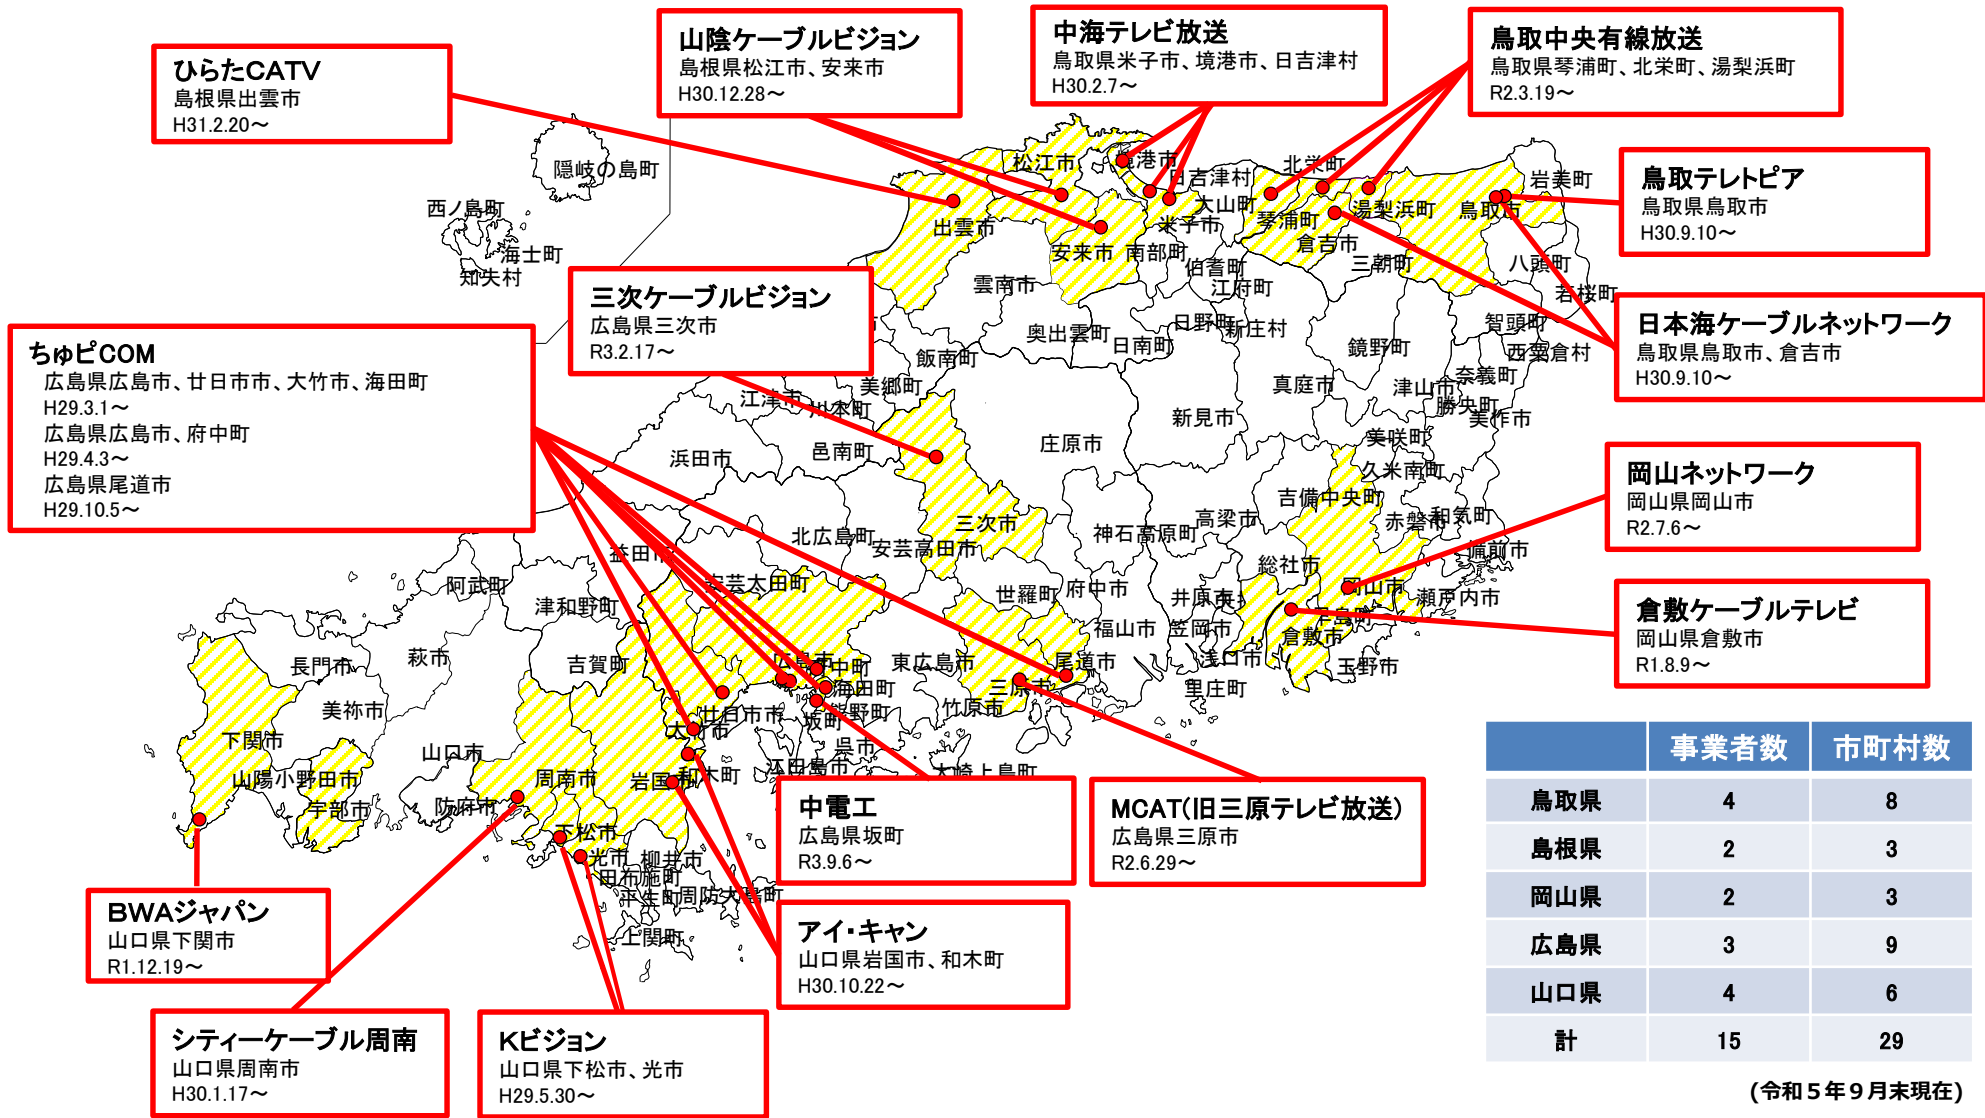 ひらたCATV
島根県出雲市
H31.2.20～
山陰ケーブルビジョン
島根県松江市、安来市
H30.12.28～
中海テレビ放送
鳥取県米子市、境港市、日吉津村
H30.2.7～
鳥取中央有線放送
鳥取県琴浦町、北栄町、湯梨浜町
R2.3.19～
鳥取テレトピア
鳥取県鳥取市
H30.9.10～
日本海ケーブルネットワーク
鳥取県鳥取市、倉吉市
H30.9.10～
三次ケーブルビジョン
広島県三次市
R3.2.17～
ちゅピCOM
広島県広島市、廿日市市、大竹市、海田町
H29.3.1～
広島県広島市、府中町
H29.4.3～
広島県尾道市
H29.10.5～
岡山ネットワーク
岡山県岡山市
R2.7.6～
倉敷ケーブルテレビ
岡山県倉敷市
R1.8.9～
中電工
広島県坂町
R3.9.6～
MCAT(旧三原テレビ放送)
広島県三原市
R2.6.29～
BWAジャパン
山口県下関市
R1.12.19～
アイ・キャン
山口県岩国市、和木町
H30.10.22～
シティーケーブル周南
山口県周南市
H30.1.17～
Kビジョン
山口県下松市、光市
H29.5.30～
隠岐の島町
西ノ島町
海士町
知夫村
松江市
境港市
日吉津村
北栄町
岩美町
大山町
米子市
琴浦町
湯梨浜町
鳥取市
出雲市
安来市
南部町
倉吉市
三朝町
八頭町
伯耆町
江府町
若桜町
雲南市
奥出雲町
日野町
新庄村
智頭町
日南町
西粟倉村
飯南町
鏡野町
美郷町
真庭市
津山市
奈義町
勝央町
美作市
江津市
川本町
新見市
庄原市
美咲町
浜田市
邑南町
久米南町
吉備中央町
三次市
神石高原町
高梁市
赤磐市
和気町
北広島町
安芸高田市
備前市
益田市
総社市
安芸太田町
阿武町
津和野町
世羅町
府中市
井原市
岡山市
瀬戸内市
早島町
福山市
笠岡市
倉敷市
萩市
長門市
吉賀町
広島市
府中町
東広島市
尾道市
浅口市
玉野市
三原市
里庄町
海田町
美祢市
廿日市市
熊野町
竹原市
坂町
大竹市
下関市
山口市
呉市
山陽小野田市
周南市
岩国市
和木町
江田島市
大崎上島町
宇部市
防府市
下松市
光市
柳井市
田布施町
平生町
周防大島町
上関町
事業者数 市町村数
鳥取県 4 8
島根県 2 3
岡山県 2 3
広島県 3 9
山口県 4 6
計 15 29
(令和５年９月末現在)